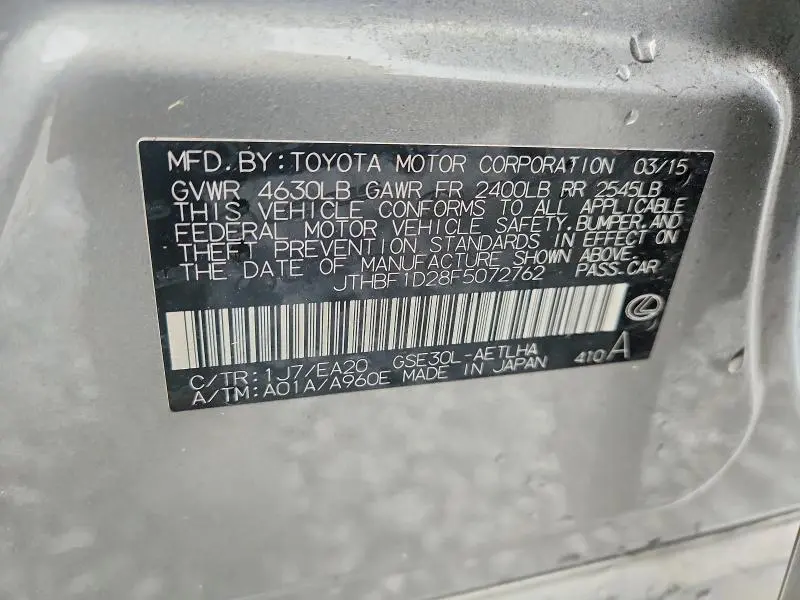 MFD.BY:TOYOTA MOTOR CORPORATION 03/15
GVWR 4630LB GAWR FR 2400LB RR 2545LB
THIS VEHICLE CONFORMS TO ALL APPLICABLE
FEDERAL MOTOR VEHICLE SAFETY,BUMPER,AND
THEFT PREVENTION STANDARDS IN EFFECT ON
THE DATE OF MANUFACTURE SHOWN ABOVE.
JTHBF1D28F5072762 PASS.CAR
C/TR:1J7/EA20 GSE30L-AETLHA 410A
A/TM:A01A/A960E MADE IN JAPAN